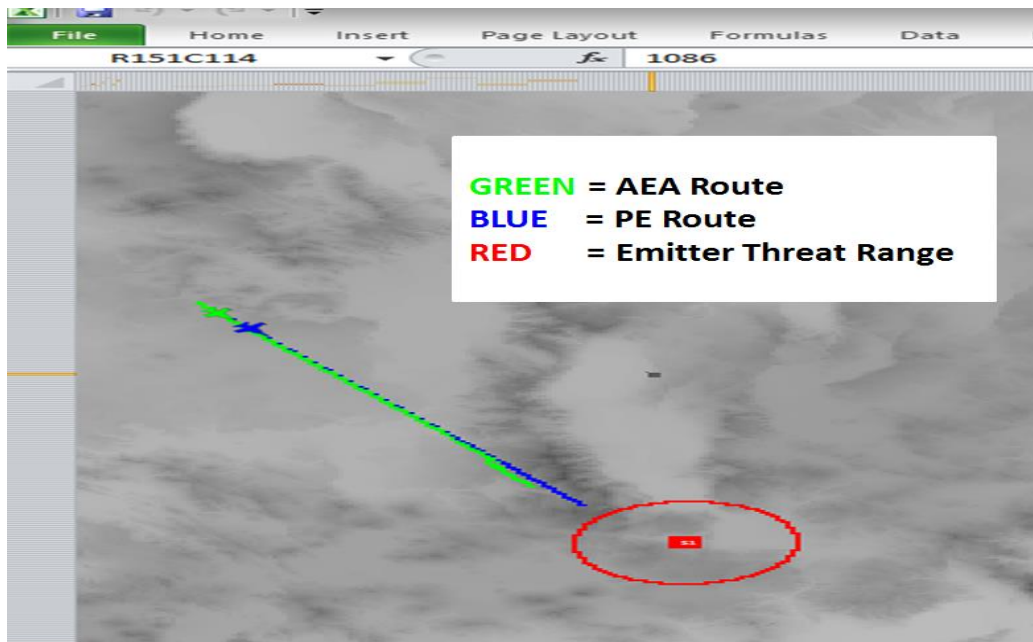 File Home Insert Page Layout Formulas Data
R151C114 fx 1086
GREEN = AEA Route
BLUE = PE Route
RED = Emitter Threat Range
S1